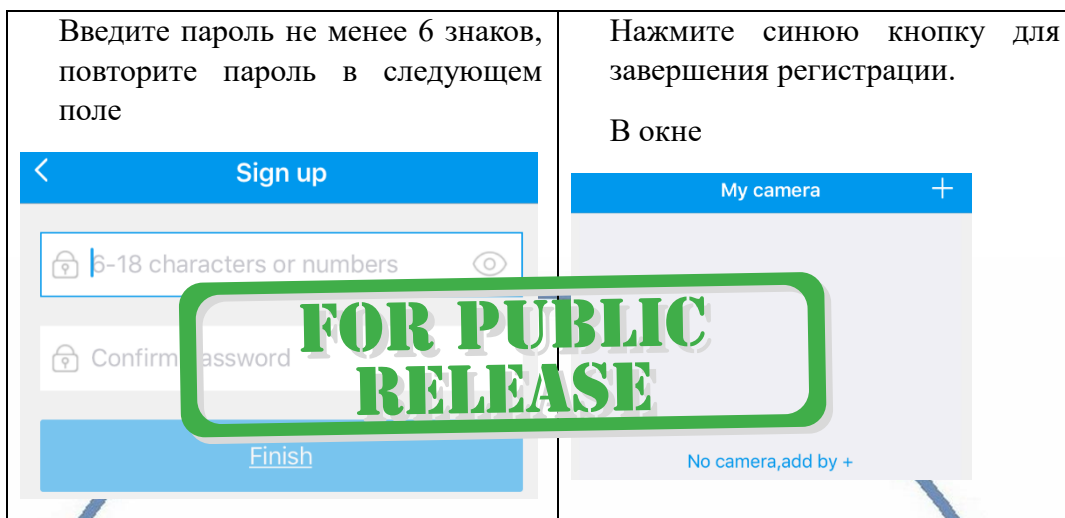 Введите пароль не менее 6 знаков,
повторите пароль в следующем
поле
Sign up
6-18 characters or numbers
Confirm password
Finish
Нажмите синюю кнопку для
завершения регистрации.
В окне
My camera
No camera,add by +
FOR PUBLIC
RELEASE